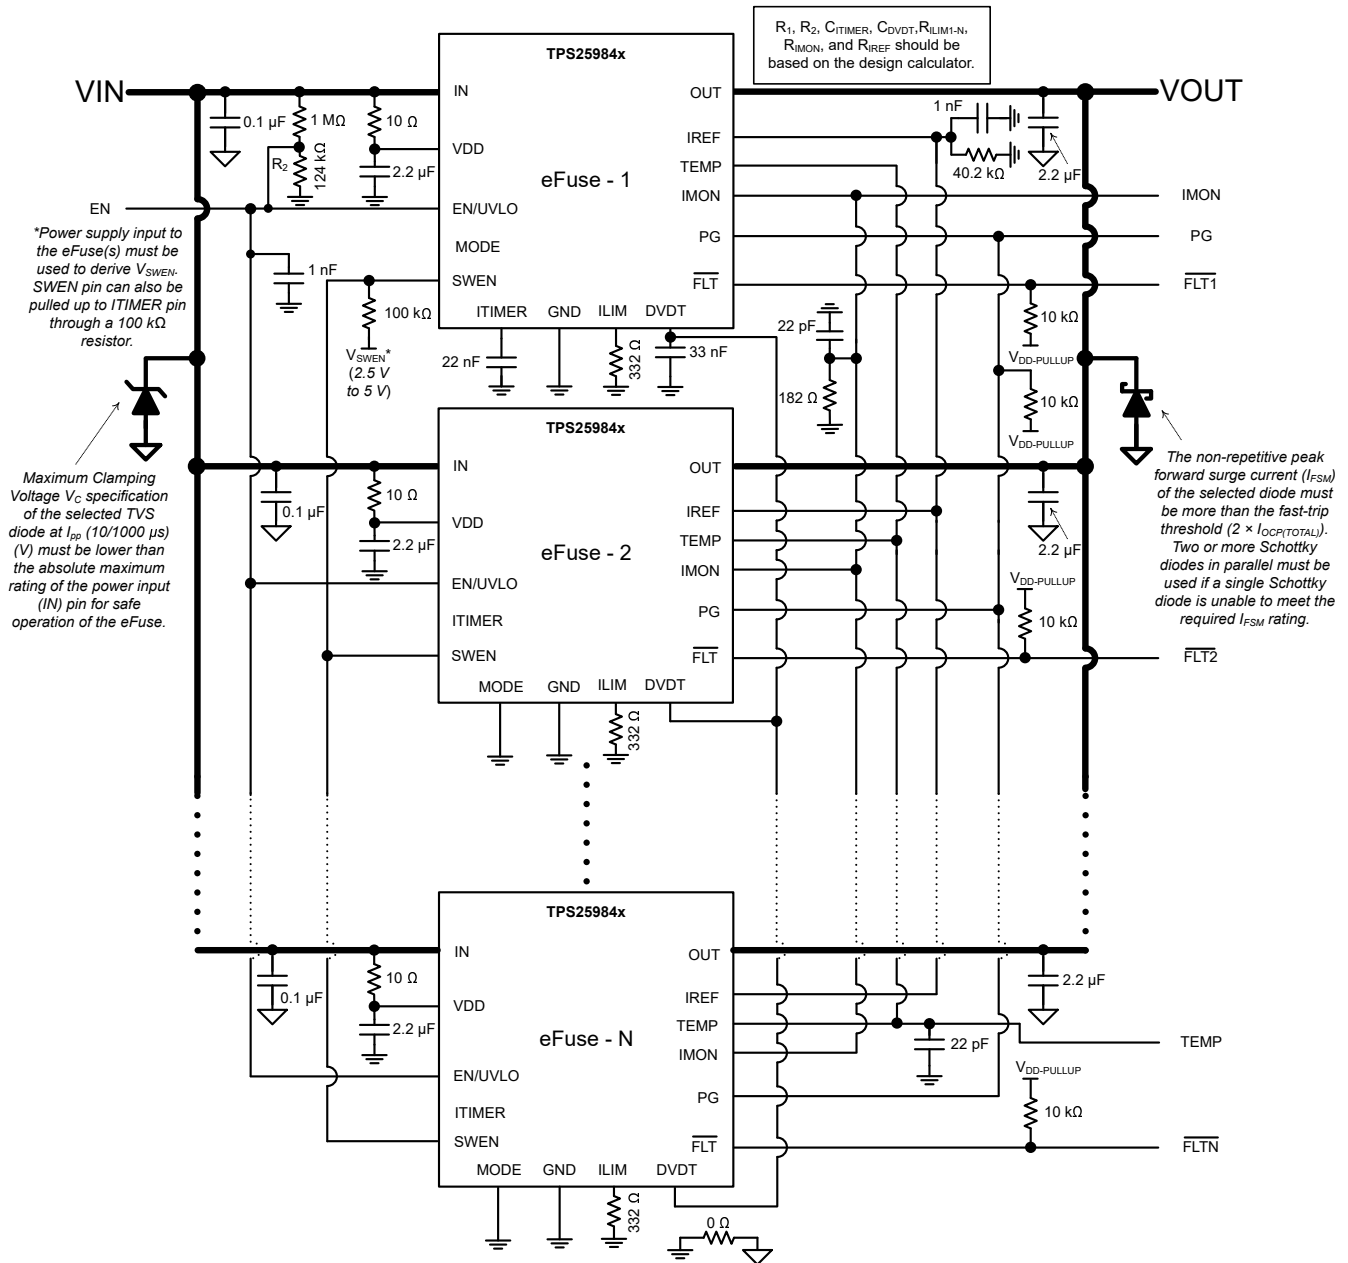 R1, R2, CITIMER, CDVDT,RILIM1-N,
RIMON, and RIREF should be
based on the design calculator.
TPS25984x
VIN
IN
OUT
VOUT
0.1 µF
1 MΩ
10 Ω
1 nF
IREF
VDD
R2
124 kΩ
2.2 µF
TEMP
40.2 kΩ
2.2 µF
eFuse - 1
EN
EN/UVLO
IMON
IMON
*Power supply input to
the eFuse(s) must be
used to derive VSWEN.
SWEN pin can also be
pulled up to ITIMER pin
through a 100 kΩ
resistor.
MODE
PG
PG
1 nF
SWEN
FLT
FLT1
100 kΩ
ITIMER
GND
ILIM
DVDT
22 pF
10 kΩ
VSWEN*
(2.5 V
to 5 V)
22 nF
332 Ω
33 nF
VDD-PULLUP
182 Ω
10 kΩ
VDD-PULLUP
TPS25984x
Maximum Clamping
Voltage VC specification
of the selected TVS
diode at Ipp (10/1000 µs)
(V) must be lower than
the absolute maximum
rating of the power input
(IN) pin for safe
operation of the eFuse.
The non-repetitive peak
forward surge current (IFSM)
of the selected diode must
be more than the fast-trip
threshold (2 × IOCP(TOTAL)).
Two or more Schottky
diodes in parallel must be
used if a single Schottky
diode is unable to meet the
required IFSM rating.
IN
OUT
0.1 µF
10 Ω
IREF
VDD
2.2 µF
TEMP
2.2 µF
eFuse - 2
IMON
EN/UVLO
VDD-PULLUP
PG
ITIMER
10 kΩ
SWEN
FLT
FLT2
MODE
GND
ILIM
DVDT
332 Ω
TPS25984x
IN
OUT
0.1 µF
10 Ω
2.2 µF
IREF
VDD
2.2 µF
TEMP
eFuse - N
22 pF
TEMP
IMON
EN/UVLO
VDD-PULLUP
PG
ITIMER
10 kΩ
SWEN
FLT
FLTN
MODE
GND
ILIM
DVDT
332 Ω
0 Ω